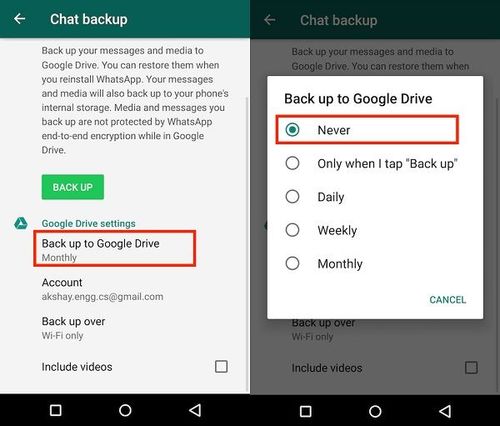 Chat backup
Back up your messages and media to
Google Drive. You can restore them when
you reinstall WhatsApp. Your messages
and media will also back up to your phone's
internal storage. Media and messages you
back up are not protected by WhatsApp
end-to-end encryption while in Google
Drive.
BACK UP
Google Drive settings
Back up to Google Drive
Monthly
Account
akshay.engg.cs@gmail.com
Back up over
Wi-Fi only
Include videos
Chat backup
Back up your messages and media to
Google Drive. You can restore them when
Back up to Google Drive
Never
Only when I tap "Back up"
Daily
Weekly
Monthly
CANCEL
Back up over
Wi-Fi only
Include videos